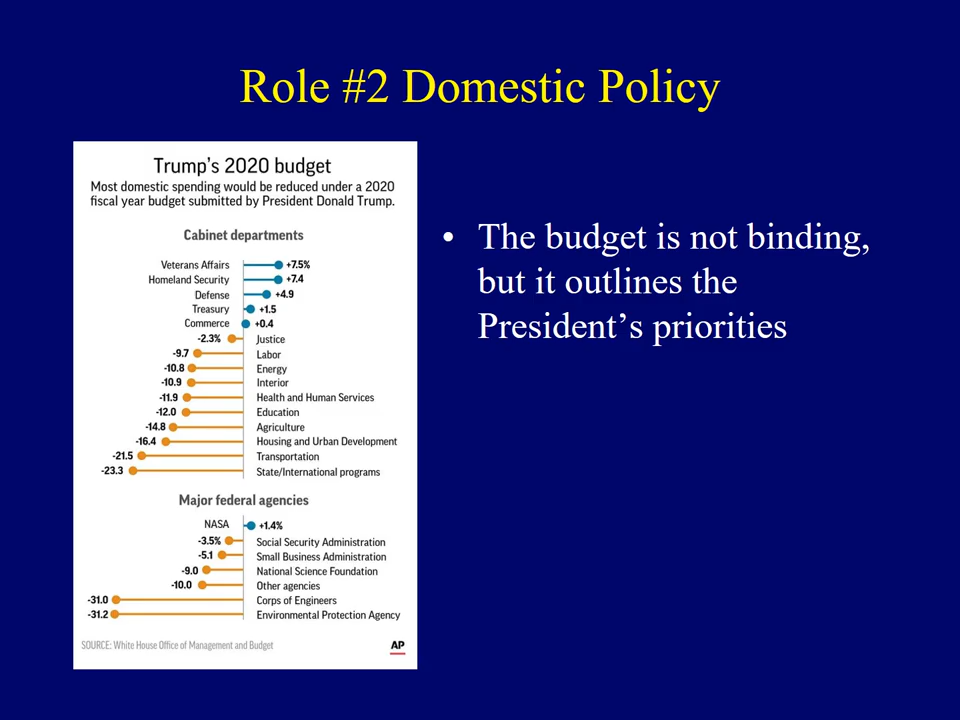 Role #2 Domestic Policy
Trump's 2020 budget
Most domestic spending would be reduced under a 2020
fiscal year budget submitted by President Donald Trump.
Cabinet departments
Veterans Affairs +7.5%
Homeland Security +7.4
Defense +4.9
Treasury +1.5
Commerce +0.4
-2.3% Justice
-9.7 Labor
-10.8 Energy
-10.9 Interior
-11.9 Health and Human Services
-12.0 Education
-14.8 Agriculture
-16.4 Housing and Urban Development
-21.5 Transportation
-23.3 State/International programs
Major federal agencies
NASA +1.4%
-3.5% Social Security Administration
-5.1 Small Business Administration
-9.0 National Science Foundation
-10.0 Other agencies
-31.0 Corps of Engineers
-31.2 Environmental Protection Agency
SOURCE: White House Office of Management and Budget AP
• The budget is not binding,
but it outlines the
President's priorities